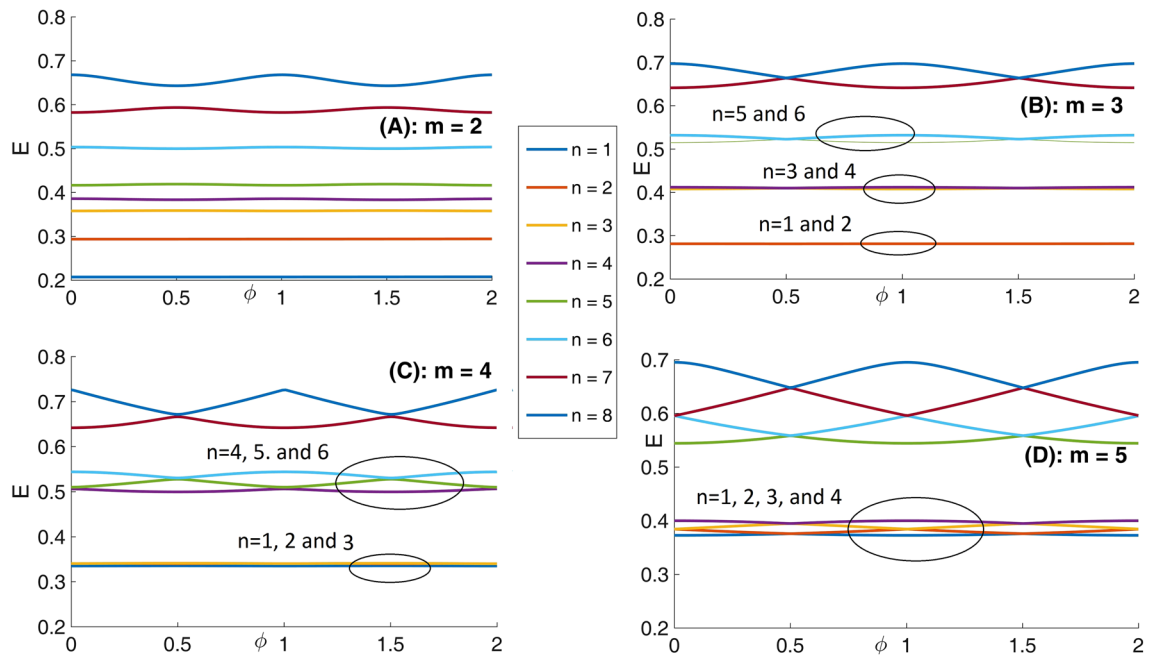 0.8
0.7
0.6
0.5
0.4
0.3
0.2
E
(A): m = 2
0
0.5
ϕ
1
1.5
2
n = 1
n = 2
n = 3
n = 4
n = 5
n = 6
n = 7
n = 8
0.8
0.7
0.6
0.5
0.4
0.3
0.2
E
(B): m = 3
n=5 and 6
n=3 and 4
n=1 and 2
0
0.5
ϕ
1
1.5
2
0.8
0.7
0.6
0.5
0.4
0.3
0.2
E
(C): m = 4
n=4, 5. and 6
n=1, 2 and 3
0
0.5
ϕ
1
1.5
2
0.7
0.6
0.5
0.4
0.3
0.2
E
(D): m = 5
n=1, 2, 3, and 4
0
0.5
ϕ
1
1.5
2